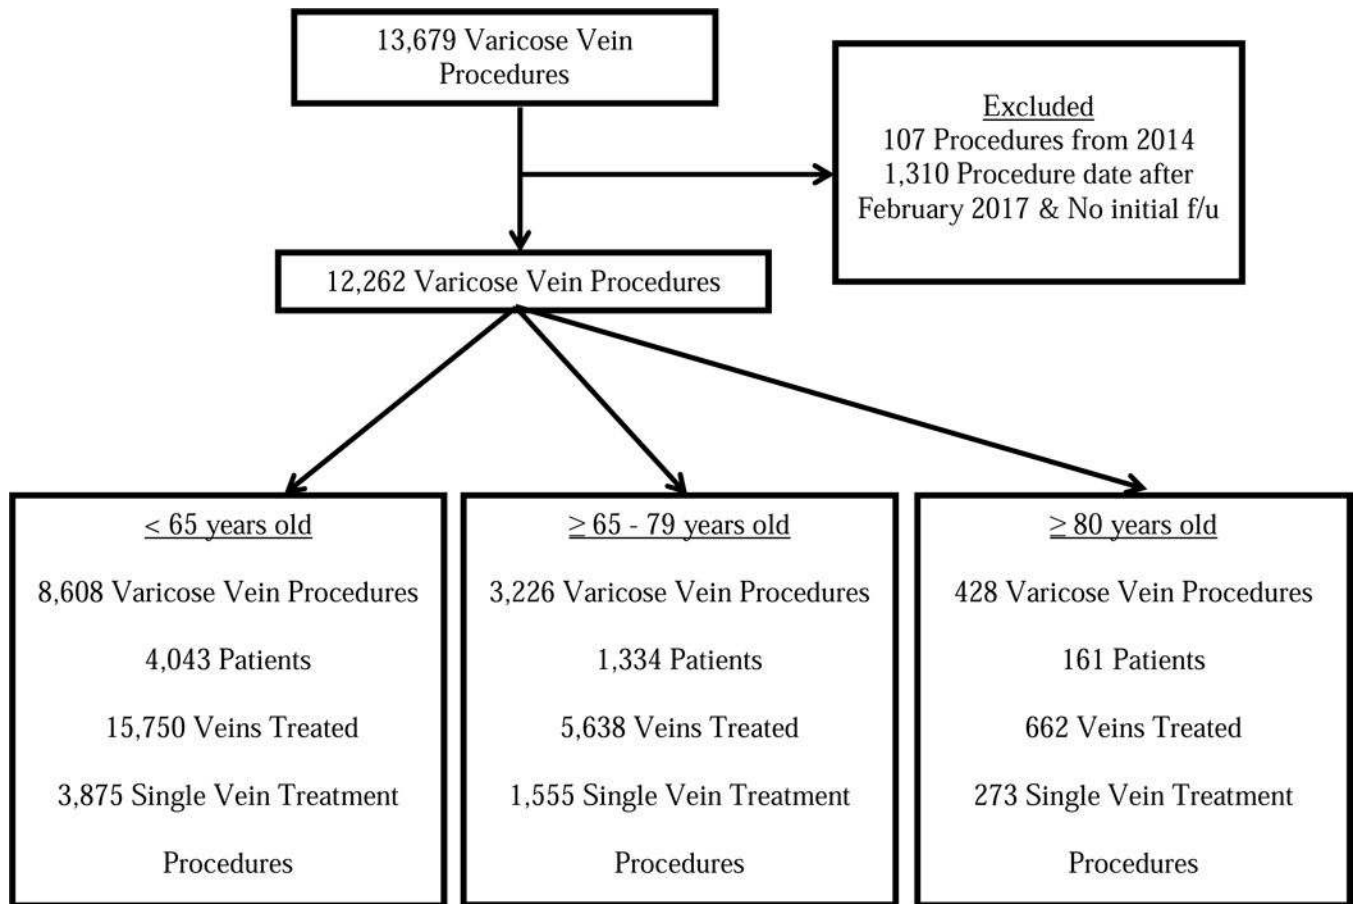 13,679 Varicose Vein
Procedures
Excluded
107 Procedures from 2014
1,310 Procedure date after
February 2017 & No initial f/u
12,262 Varicose Vein Procedures
< 65 years old
8,608 Varicose Vein Procedures
4,043 Patients
15,750 Veins Treated
3,875 Single Vein Treatment
Procedures
≥ 65 - 79 years old
3,226 Varicose Vein Procedures
1,334 Patients
5,638 Veins Treated
1,555 Single Vein Treatment
Procedures
≥ 80 years old
428 Varicose Vein Procedures
161 Patients
662 Veins Treated
273 Single Vein Treatment
Procedures